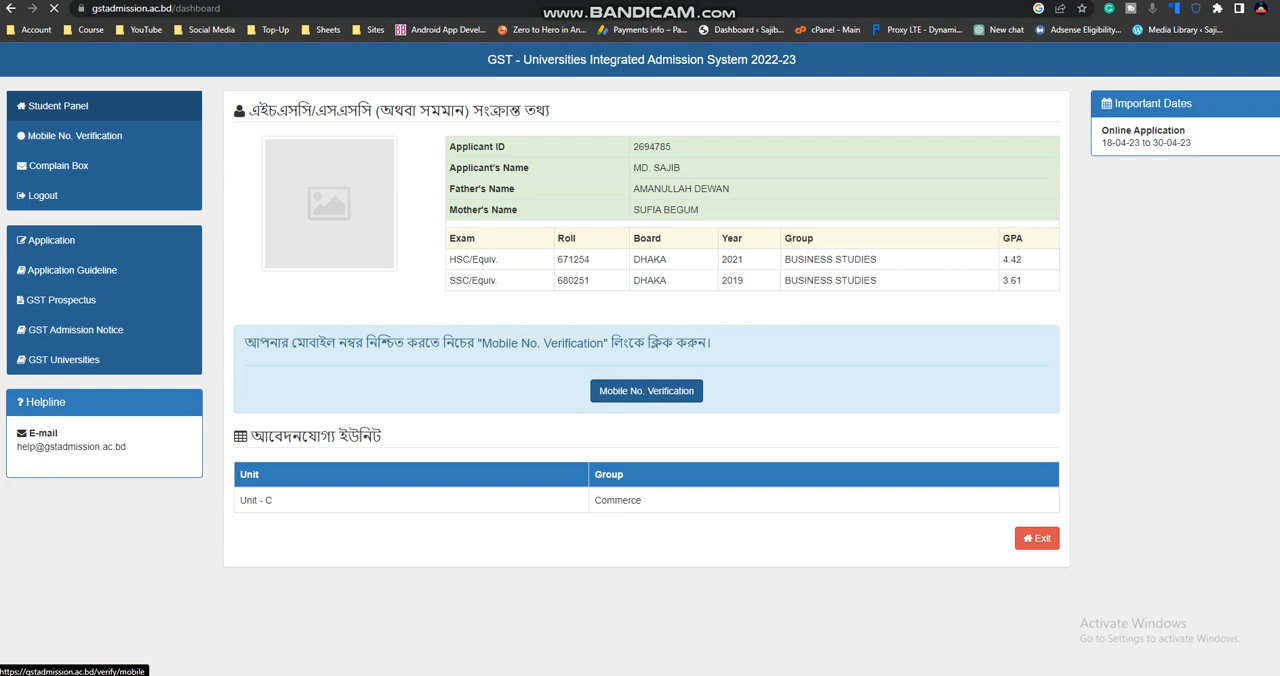 gstadmission.ac.bd/dashboard
www.BANDICAM.com
Account Course YouTube Social Media Top-Up Sheets Sites Android App Devel... Zero to Hero in An... Payments info – Pa... Dashboard ‹ Sajib... cPanel - Main Proxy LTE - Dynami... New chat Adsense Eligibility... Media Library ‹ Saji...
GST - Universities Integrated Admission System 2022-23
Student Panel
Mobile No. Verification
Complain Box
Logout
Application
Application Guideline
GST Prospectus
GST Admission Notice
GST Universities
Helpline
E-mail
help@gstadmission.ac.bd
এইচএসসি/এসএসসি (অথবা সমমান) সংক্রান্ত তথ্য
Applicant ID 2694785
Applicant's Name MD. SAJIB
Father's Name AMANULLAH DEWAN
Mother's Name SUFIA BEGUM
Exam Roll Board Year Group GPA
HSC/Equiv. 671254 DHAKA 2021 BUSINESS STUDIES 4.42
SSC/Equiv. 680251 DHAKA 2019 BUSINESS STUDIES 3.61
আপনার মোবাইল নম্বর নিশ্চিত করতে নিচের "Mobile No. Verification" লিংকে ক্লিক করুন।
Mobile No. Verification
আবেদনযোগ্য ইউনিট
Unit Group
Unit - C Commerce
Exit
Important Dates
Online Application
18-04-23 to 30-04-23
Activate Windows
Go to Settings to activate Windows.
https://gstadmission.ac.bd/verify/mobile